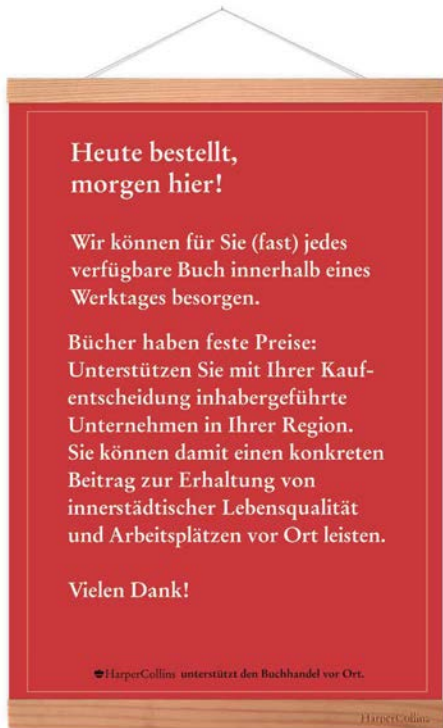 Heute bestellt,
morgen hier!
Wir können für Sie (fast) jedes
verfügbare Buch innerhalb eines
Werktages besorgen.
Bücher haben feste Preise:
Unterstützen Sie mit Ihrer Kauf-
entscheidung inhabergeführte
Unternehmen in Ihrer Region.
Sie können damit einen konkreten
Beitrag zur Erhaltung von
innerstädtischer Lebensqualität
und Arbeitsplätzen vor Ort leisten.
Vielen Dank!
HarperCollins unterstützt den Buchhandel vor Ort.
HarperCollins